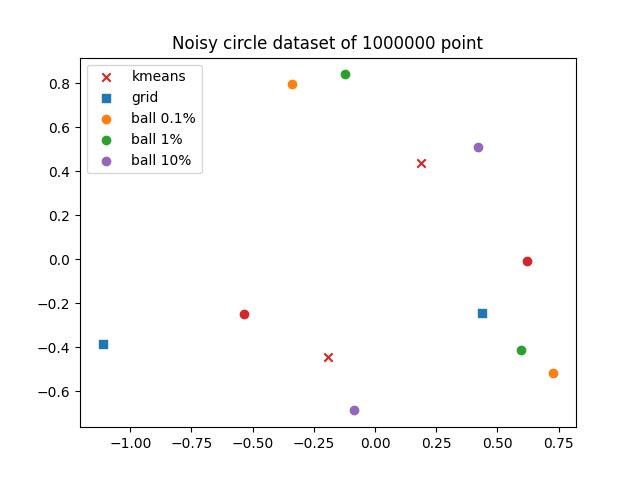 Noisy circle dataset of 1000000 point
kmeans
grid
ball 0.1%
ball 1%
ball 10%
0.8
0.6
0.4
0.2
0.0
−0.2
−0.4
−0.6
−1.00 −0.75 −0.50 −0.25 0.00 0.25 0.50 0.75